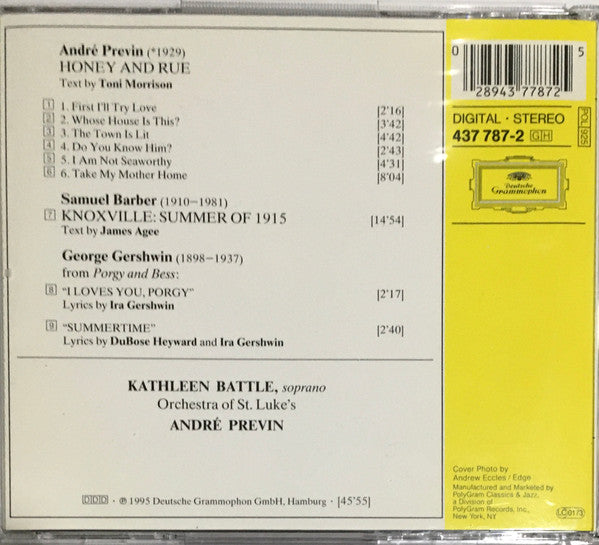 André Previn (*1929)
HONEY AND RUE
Text by Toni Morrison
1 1. First I'll Try Love [2'16]
2 2. Whose House Is This? [3'42]
3 3. The Town Is Lit [4'42]
4 4. Do You Know Him? [2'43]
5 5. I Am Not Seaworthy [4'31]
6 6. Take My Mother Home [8'04]
Samuel Barber (1910–1981)
7 KNOXVILLE: SUMMER OF 1915 [14'54]
Text by James Agee
George Gershwin (1898–1937)
from Porgy and Bess:
8 "I LOVES YOU, PORGY" [2'17]
Lyrics by Ira Gershwin
9 "SUMMERTIME" [2'40]
Lyrics by DuBose Heyward and Ira Gershwin
KATHLEEN BATTLE, soprano
Orchestra of St. Luke's
ANDRÉ PREVIN
DDD · ℗ 1995 Deutsche Grammophon GmbH, Hamburg · [45'55]
0 28943 77872 5
DIGITAL · STEREO
437 787-2 GH
POL 925
Deutsche
Grammophon
Cover Photo by
Andrew Eccles / Edge
Manufactured and Marketed by
PolyGram Classics & Jazz,
a Division of
PolyGram Records, Inc.,
New York, NY
LC 0173